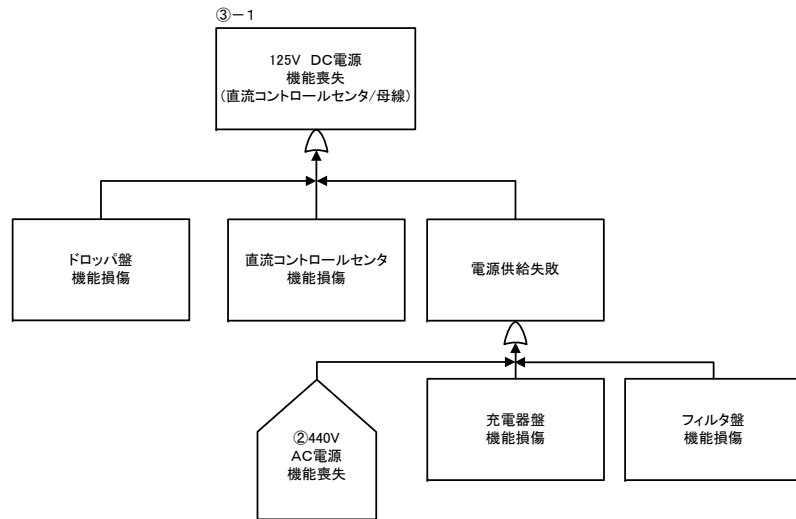 ③－1
125V DC電源
機能喪失
(直流コントロールセンタ/母線)
ドロッパ盤
機能損傷
直流コントロールセンタ
機能損傷
電源供給失敗
②440V
AC電源
機能喪失
充電器盤
機能損傷
フィルタ盤
機能損傷